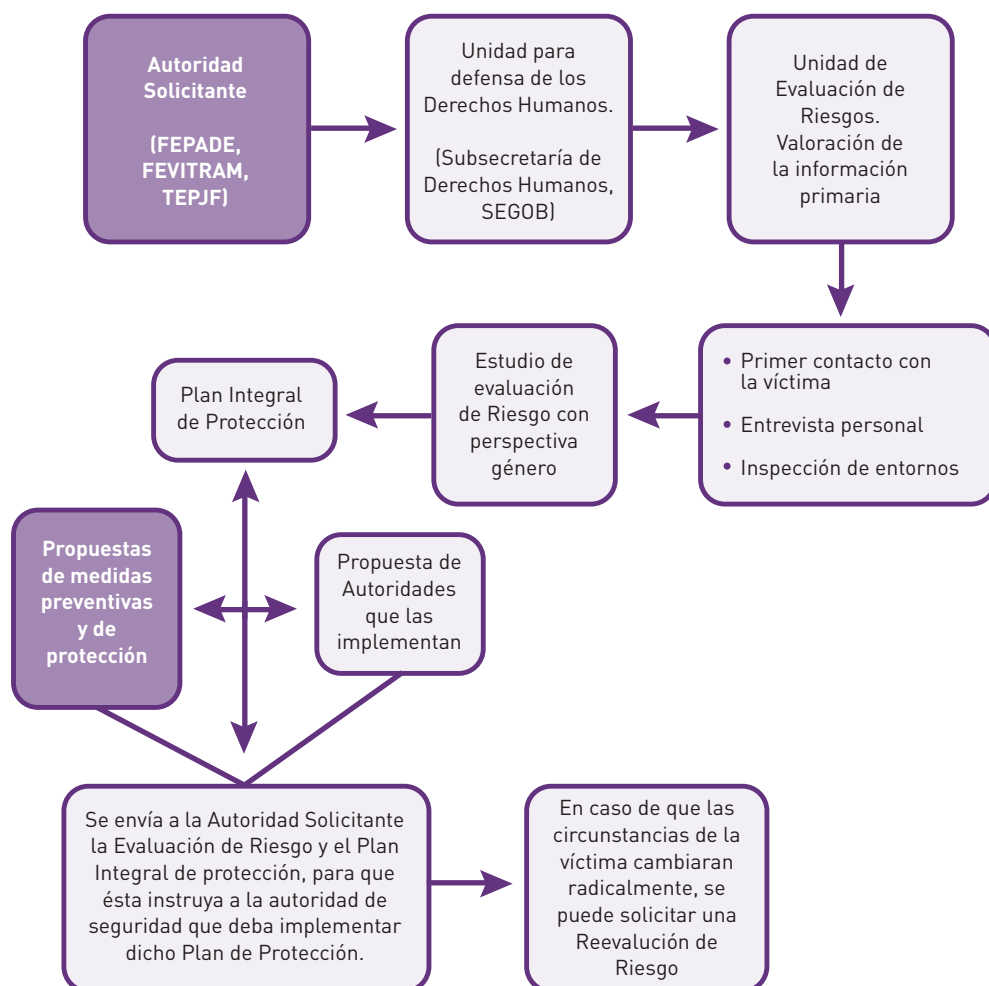 Autoridad
Solicitante
(FEPADE,
FEVITRAM,
TEPJF)
Unidad para
defensa de los
Derechos Humanos.
(Subsecretaría de
Derechos Humanos,
SEGOB)
Unidad de
Evaluación de
Riesgos.
Valoración de
la información
primaria
• Primer contacto con
la víctima
• Entrevista personal
• Inspección de entornos
Estudio de
evaluación
de Riesgo con
perspectiva
género
Plan Integral
de Protección
Propuestas
de medidas
preventivas
y de
protección
Propuesta de
Autoridades
que las
implementan
Se envía a la Autoridad Solicitante
la Evaluación de Riesgo y el Plan
Integral de protección, para que
ésta instruya a la autoridad de
seguridad que deba implementar
dicho Plan de Protección.
En caso de que las
circunstancias de la
víctima cambiaran
radicalmente, se
puede solicitar una
Reevalución de
Riesgo